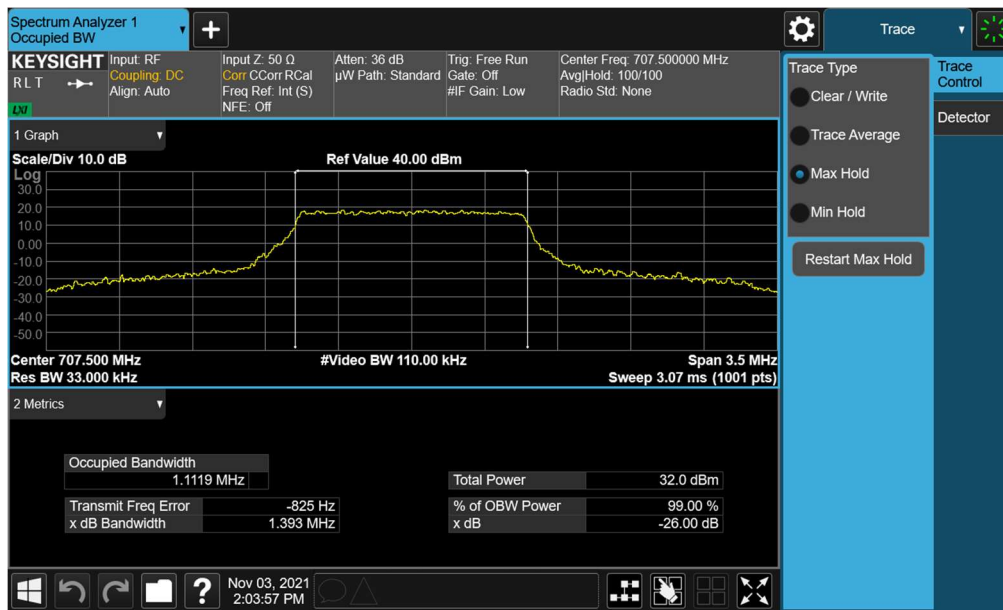 Spectrum Analyzer 1
Occupied BW
+
Trace
KEYSIGHT
RLT
LXI
Input: RF
Coupling: DC
Align: Auto
Input Z: 50 Ω
Corr CCorr RCal
Freq Ref: Int (S)
NFE: Off
Atten: 36 dB
µW Path: Standard
Trig: Free Run
Gate: Off
#IF Gain: Low
Center Freq: 707.500000 MHz
Avg|Hold: 100/100
Radio Std: None
Trace Type
Clear / Write
Trace Average
Max Hold
Min Hold
Restart Max Hold
Trace
Control
Detector
1 Graph
Scale/Div 10.0 dB
Ref Value 40.00 dBm
Log
30.0
20.0
10.0
0.00
-10.0
-20.0
-30.0
-40.0
-50.0
Center 707.500 MHz
#Video BW 110.00 kHz
Span 3.5 MHz
Res BW 33.000 kHz
Sweep 3.07 ms (1001 pts)
2 Metrics
Occupied Bandwidth
1.1119 MHz
Total Power 32.0 dBm
Transmit Freq Error -825 Hz
% of OBW Power 99.00 %
x dB Bandwidth 1.393 MHz
x dB -26.00 dB
?
Nov 03, 2021
2:03:57 PM